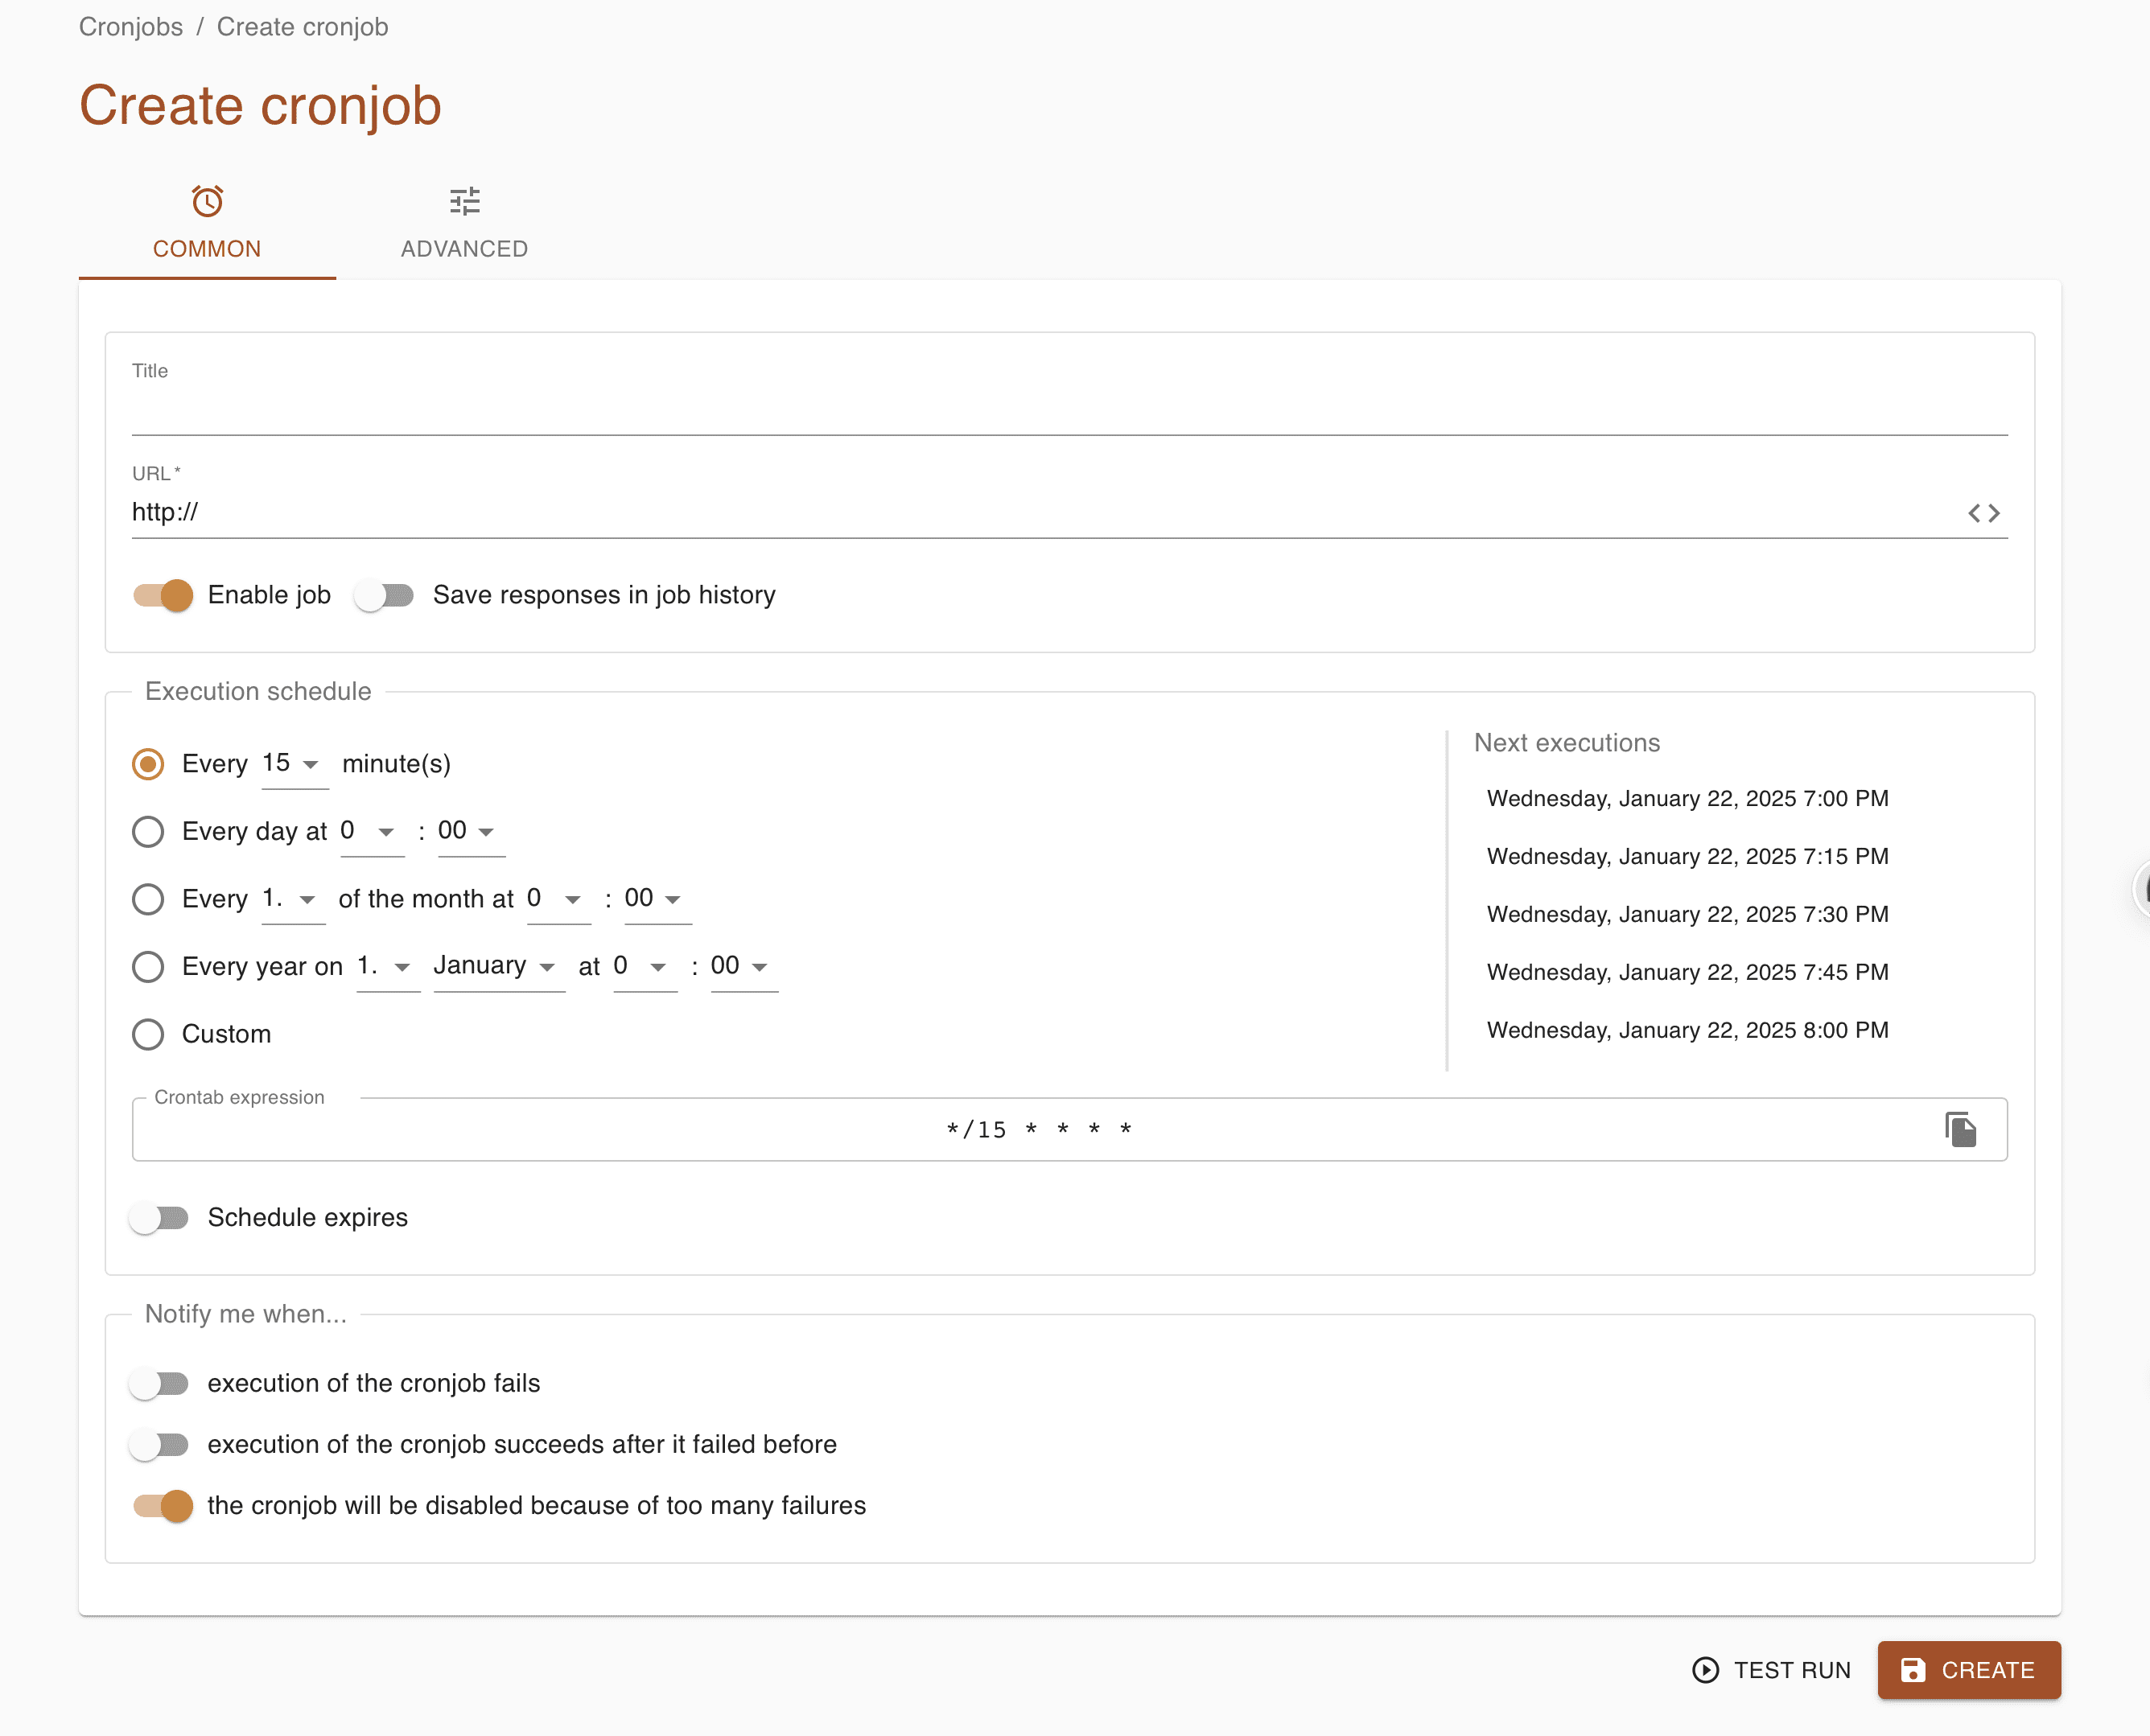 Cronjobs / Create cronjob
Create cronjob
COMMON ADVANCED
Title
URL *
http://
Enable job Save responses in job history
Execution schedule
Every 15 minute(s)
Every day at 0 : 00
Every 1. of the month at 0 : 00
Every year on 1. January at 0 : 00
Custom
Next executions
Wednesday, January 22, 2025 7:00 PM
Wednesday, January 22, 2025 7:15 PM
Wednesday, January 22, 2025 7:30 PM
Wednesday, January 22, 2025 7:45 PM
Wednesday, January 22, 2025 8:00 PM
Crontab expression
*/15 * * * *
Schedule expires
Notify me when...
execution of the cronjob fails
execution of the cronjob succeeds after it failed before
the cronjob will be disabled because of too many failures
TEST RUN CREATE